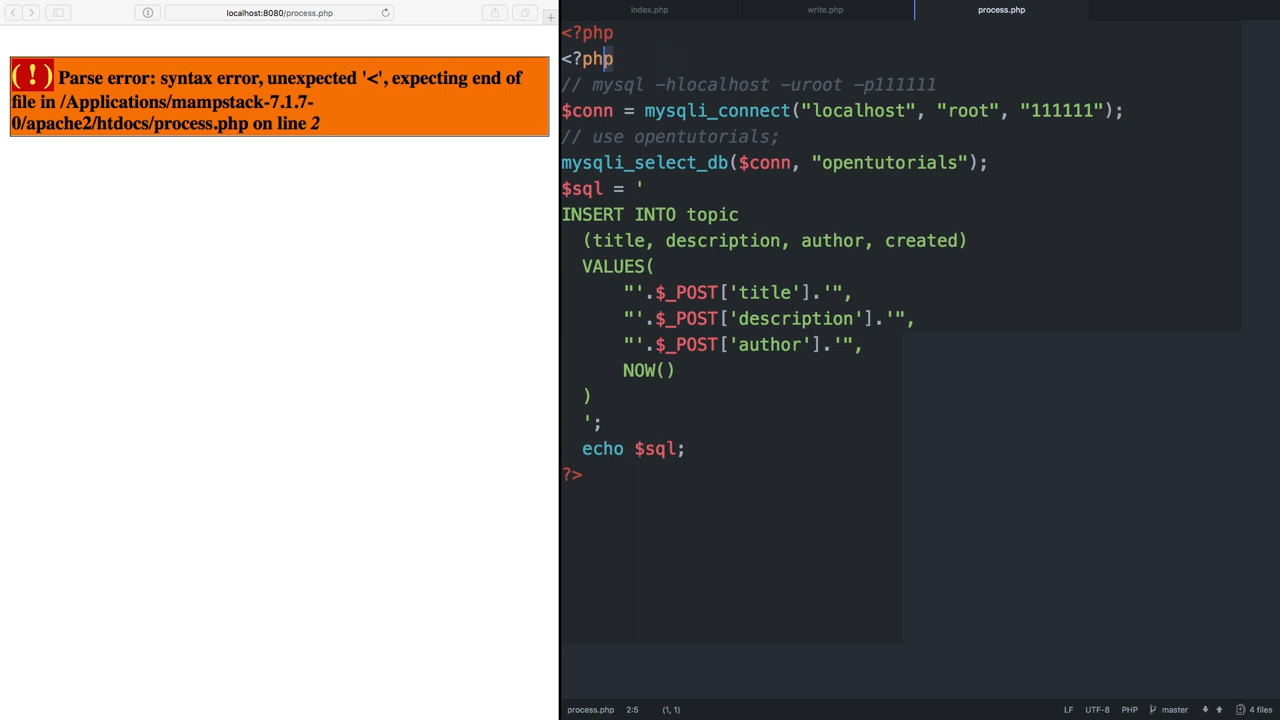 localhost:8080/process.php
( ! ) Parse error: syntax error, unexpected '<', expecting end of
file in /Applications/mampstack-7.1.7-
0/apache2/htdocs/process.php on line 2
index.php
write.php
process.php
<?php
<?php
// mysql -hlocalhost -uroot -p111111
$conn = mysqli_connect("localhost", "root", "111111");
// use opentutorials;
mysqli_select_db($conn, "opentutorials");
$sql = '
INSERT INTO topic
(title, description, author, created)
VALUES(
"'.$_POST['title'].'",
"'.$_POST['description'].'",
"'.$_POST['author'].'",
NOW()
)
';
echo $sql;
?>
process.php 2:5 (1, 1) LF UTF-8 PHP master 4 files